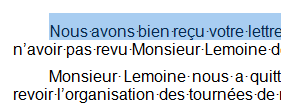 Nous avons bien reçu votre lettre
n'avoir pas revu Monsieur Lemoine d
Monsieur Lemoine nous a quitt
revoir l'organisation des tournées de